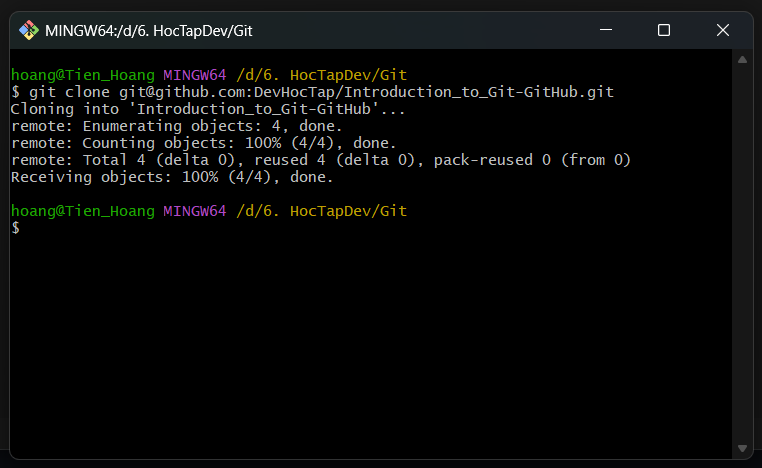 MINGW64:/d/6. HocTapDev/Git
hoang@Tien_Hoang MINGW64 /d/6. HocTapDev/Git
$ git clone git@github.com:DevHocTap/Introduction_to_Git-GitHub.git
Cloning into 'Introduction_to_Git-GitHub'...
remote: Enumerating objects: 4, done.
remote: Counting objects: 100% (4/4), done.
remote: Total 4 (delta 0), reused 4 (delta 0), pack-reused 0 (from 0)
Receiving objects: 100% (4/4), done.
hoang@Tien_Hoang MINGW64 /d/6. HocTapDev/Git
$